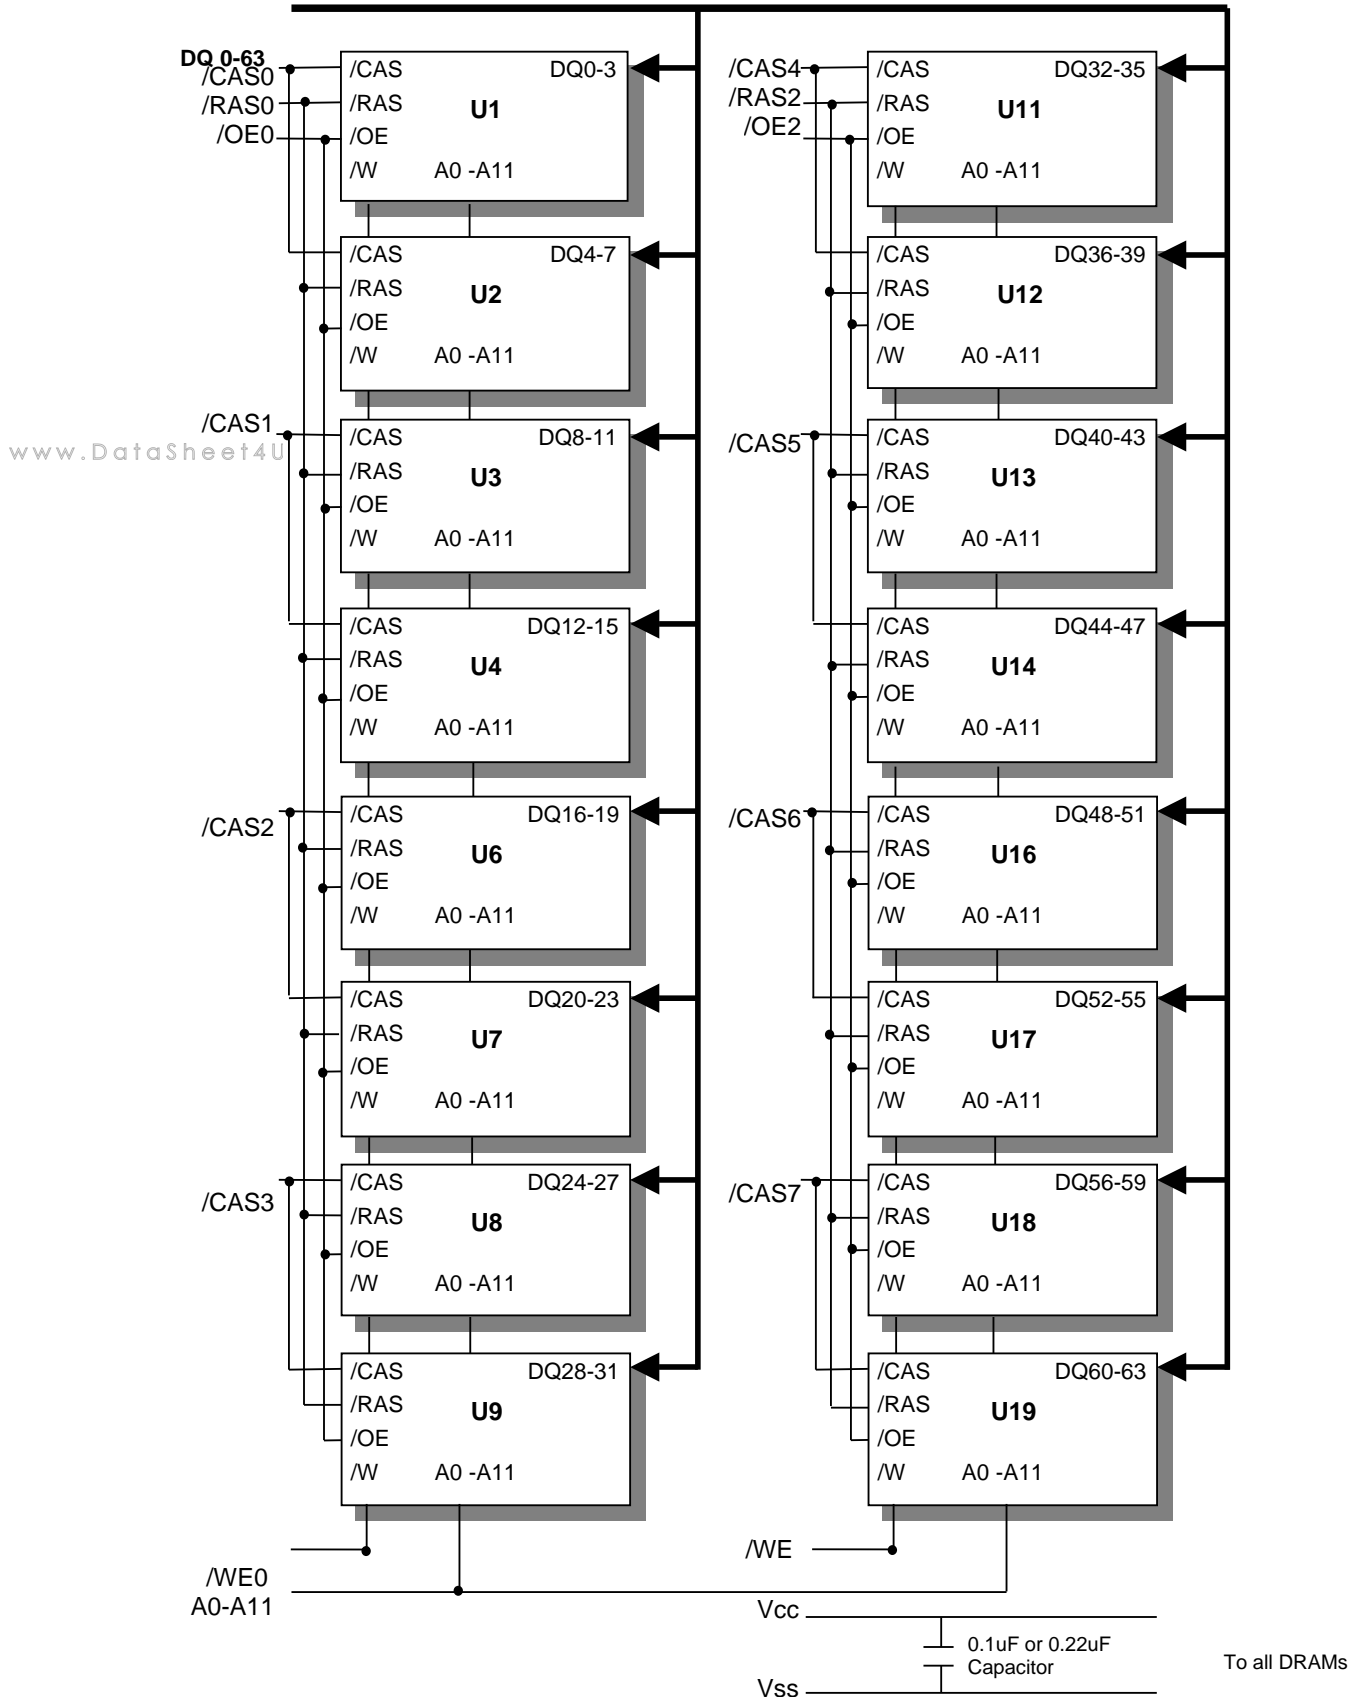 DQ 0-63
/CAS0
/RAS0
/OE0
/CAS DQ0-3
/RAS U1
/OE
/W A0 -A11
/CAS DQ4-7
/RAS U2
/OE
/W A0 -A11
/CAS1
www.DataSheet4U
/CAS DQ8-11
/RAS U3
/OE
/W A0 -A11
/CAS DQ12-15
/RAS U4
/OE
/W A0 -A11
/CAS2
/CAS DQ16-19
/RAS U6
/OE
/W A0 -A11
/CAS DQ20-23
/RAS U7
/OE
/W A0 -A11
/CAS3
/CAS DQ24-27
/RAS U8
/OE
/W A0 -A11
/CAS DQ28-31
/RAS U9
/OE
/W A0 -A11
/WE0
A0-A11
/CAS4
/RAS2
/OE2
/CAS DQ32-35
/RAS U11
/OE
/W A0 -A11
/CAS DQ36-39
/RAS U12
/OE
/W A0 -A11
/CAS5
/CAS DQ40-43
/RAS U13
/OE
/W A0 -A11
/CAS DQ44-47
/RAS U14
/OE
/W A0 -A11
/CAS6
/CAS DQ48-51
/RAS U16
/OE
/W A0 -A11
/CAS DQ52-55
/RAS U17
/OE
/W A0 -A11
/CAS7
/CAS DQ56-59
/RAS U18
/OE
/W A0 -A11
/CAS DQ60-63
/RAS U19
/OE
/W A0 -A11
/WE
Vcc
0.1uF or 0.22uF
Capacitor
To all DRAMs
Vss